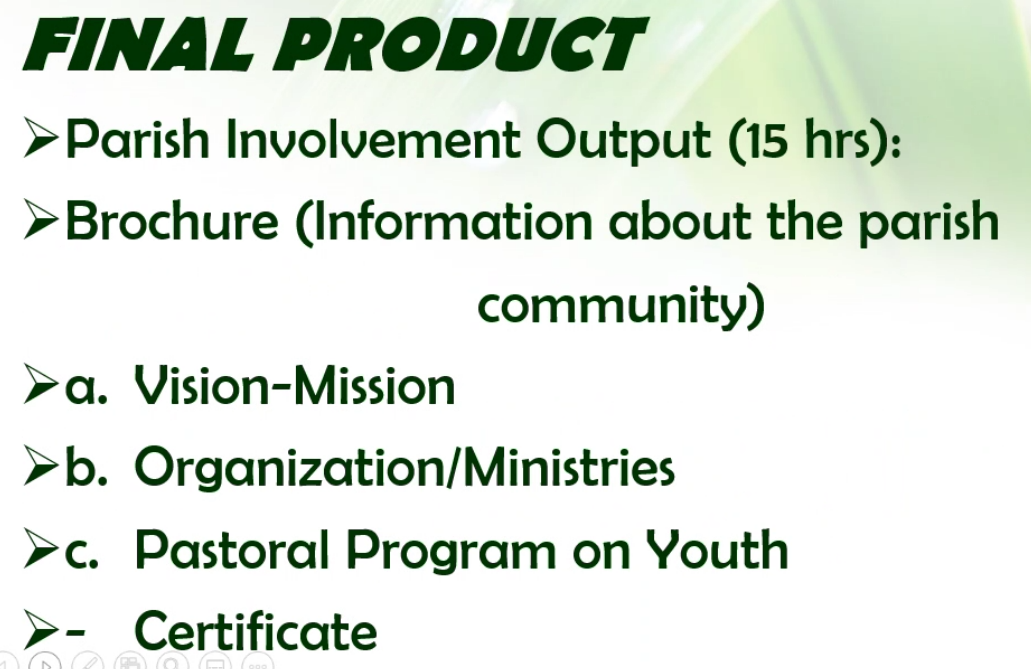 FINAL PRODUCT
➢Parish Involvement Output (15 hrs):
➢Brochure (Information about the parish
community)
➢a. Vision-Mission
➢b. Organization/Ministries
➢c. Pastoral Program on Youth
➢- Certificate